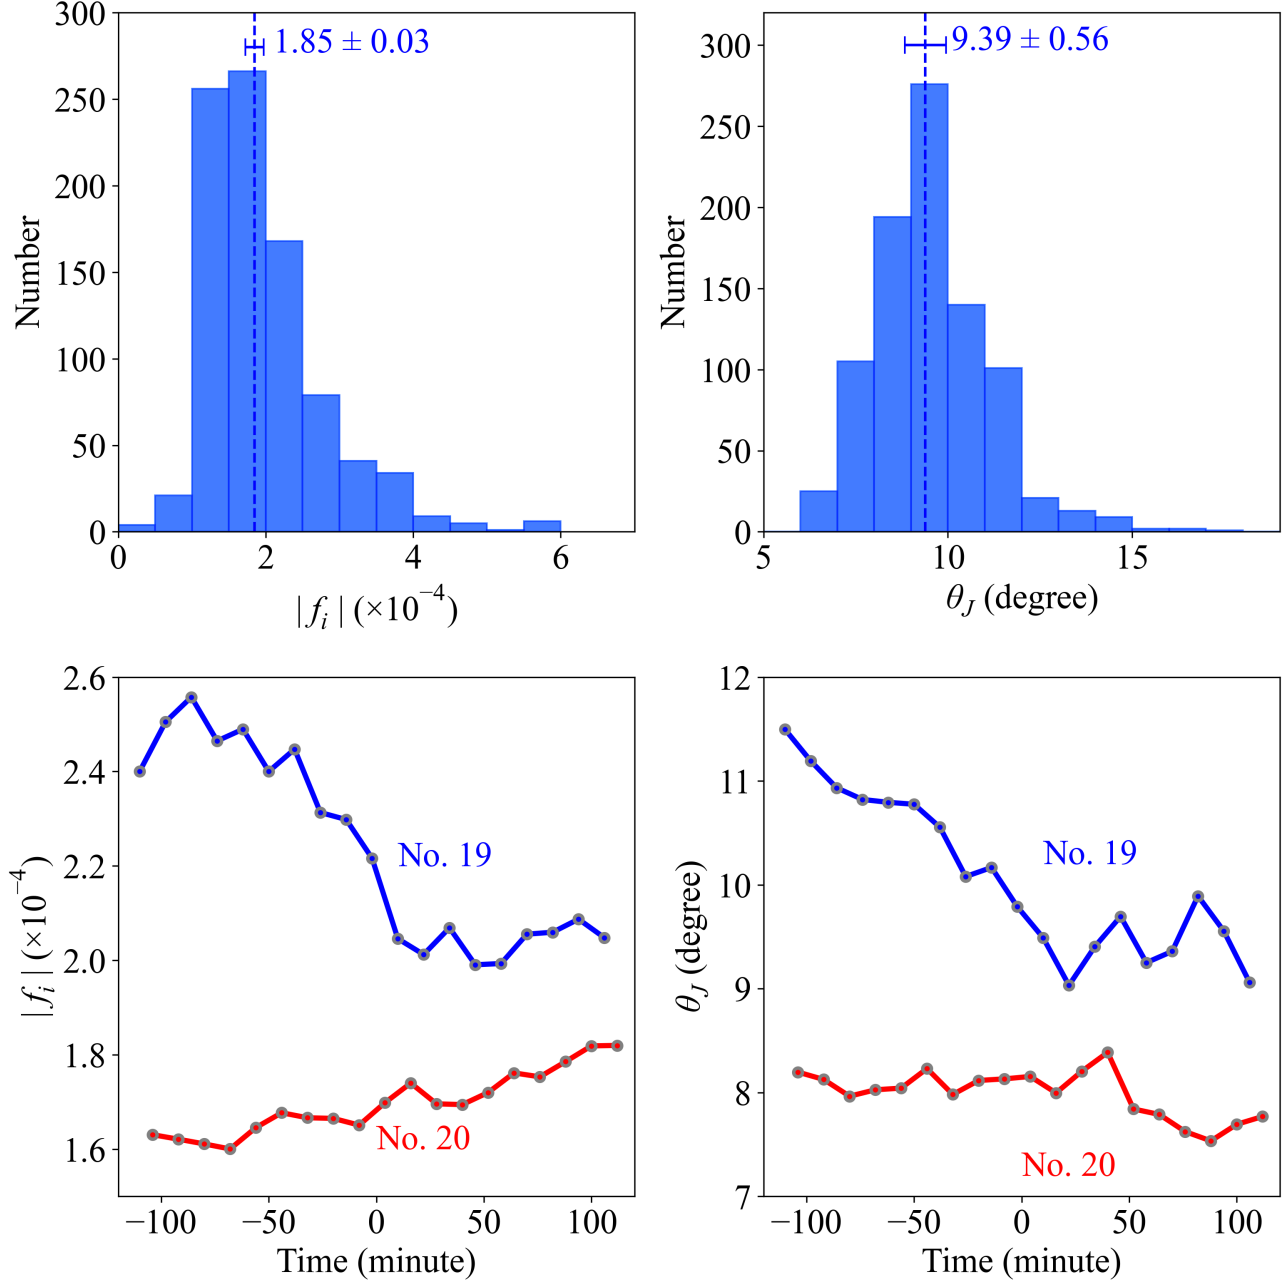 300
250
200
150
100
50
0
Number
1.85 ± 0.03
0 2 4 6
| f_i | (×10⁻⁴)
300
250
200
150
100
50
0
Number
9.39 ± 0.56
5 10 15
θ_J (degree)
2.6
2.4
2.2
2.0
1.8
1.6
| f_i | (×10⁻⁴)
No. 19
No. 20
−100 −50 0 50 100
Time (minute)
12
11
10
9
8
7
θ_J (degree)
No. 19
No. 20
−100 −50 0 50 100
Time (minute)